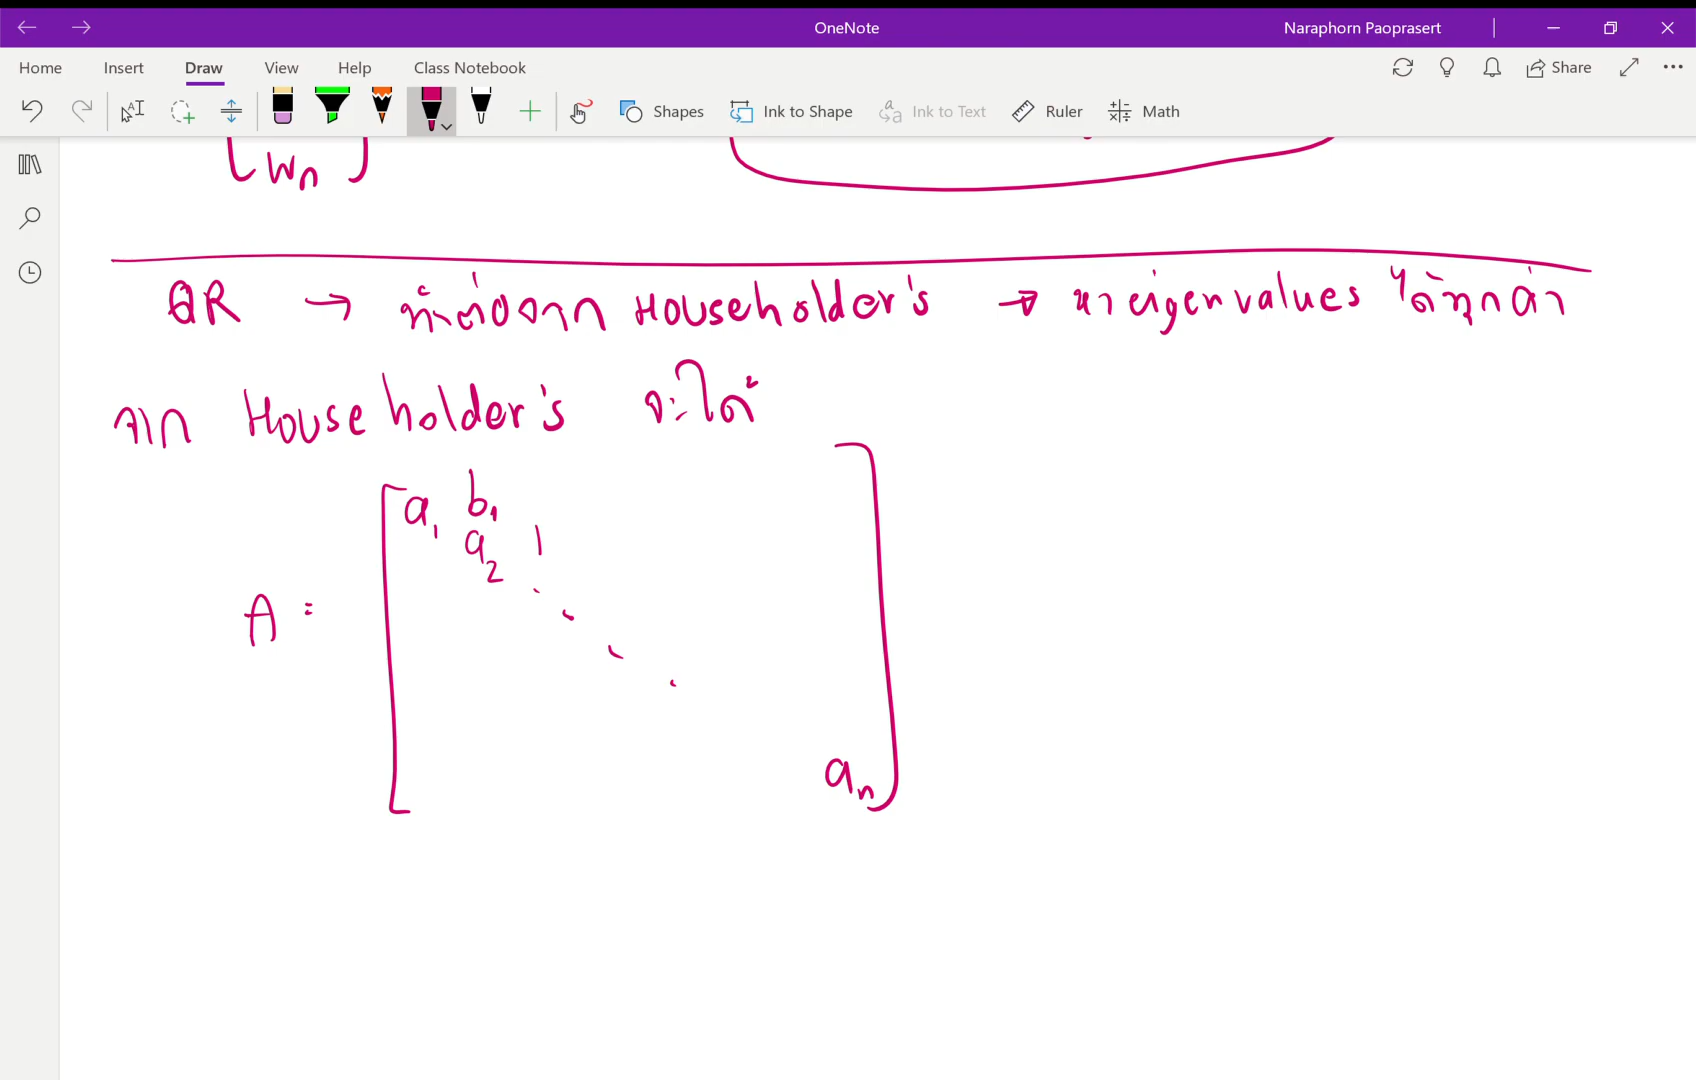 OneNote
Naraphorn Paoprasert
Home Insert Draw View Help Class Notebook
Share
Shapes Ink to Shape Ink to Text Ruler Math
wn
QR → ทำต่อจาก Householder's → หา eigenvalues ได้ทุกค่า
จาก Householder's จะได้
a1 b1
a2
A =
an